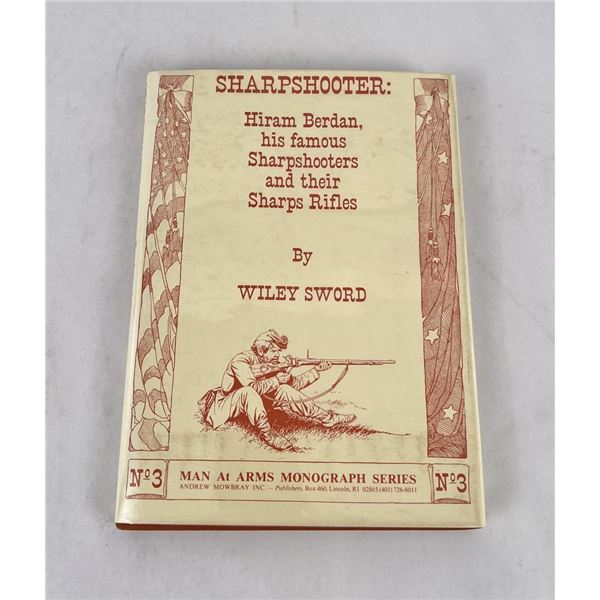 SHARPSHOOTER:
Hiram Berdan,
his famous
Sharpshooters
and their
Sharps Rifles
By
WILEY SWORD
Nº3
MAN At ARMS MONOGRAPH SERIES
ANDREW MOWBRAY INC. — Publishers, Box 460, Lincoln, RI 02865 (401) 726-8011
Nº3